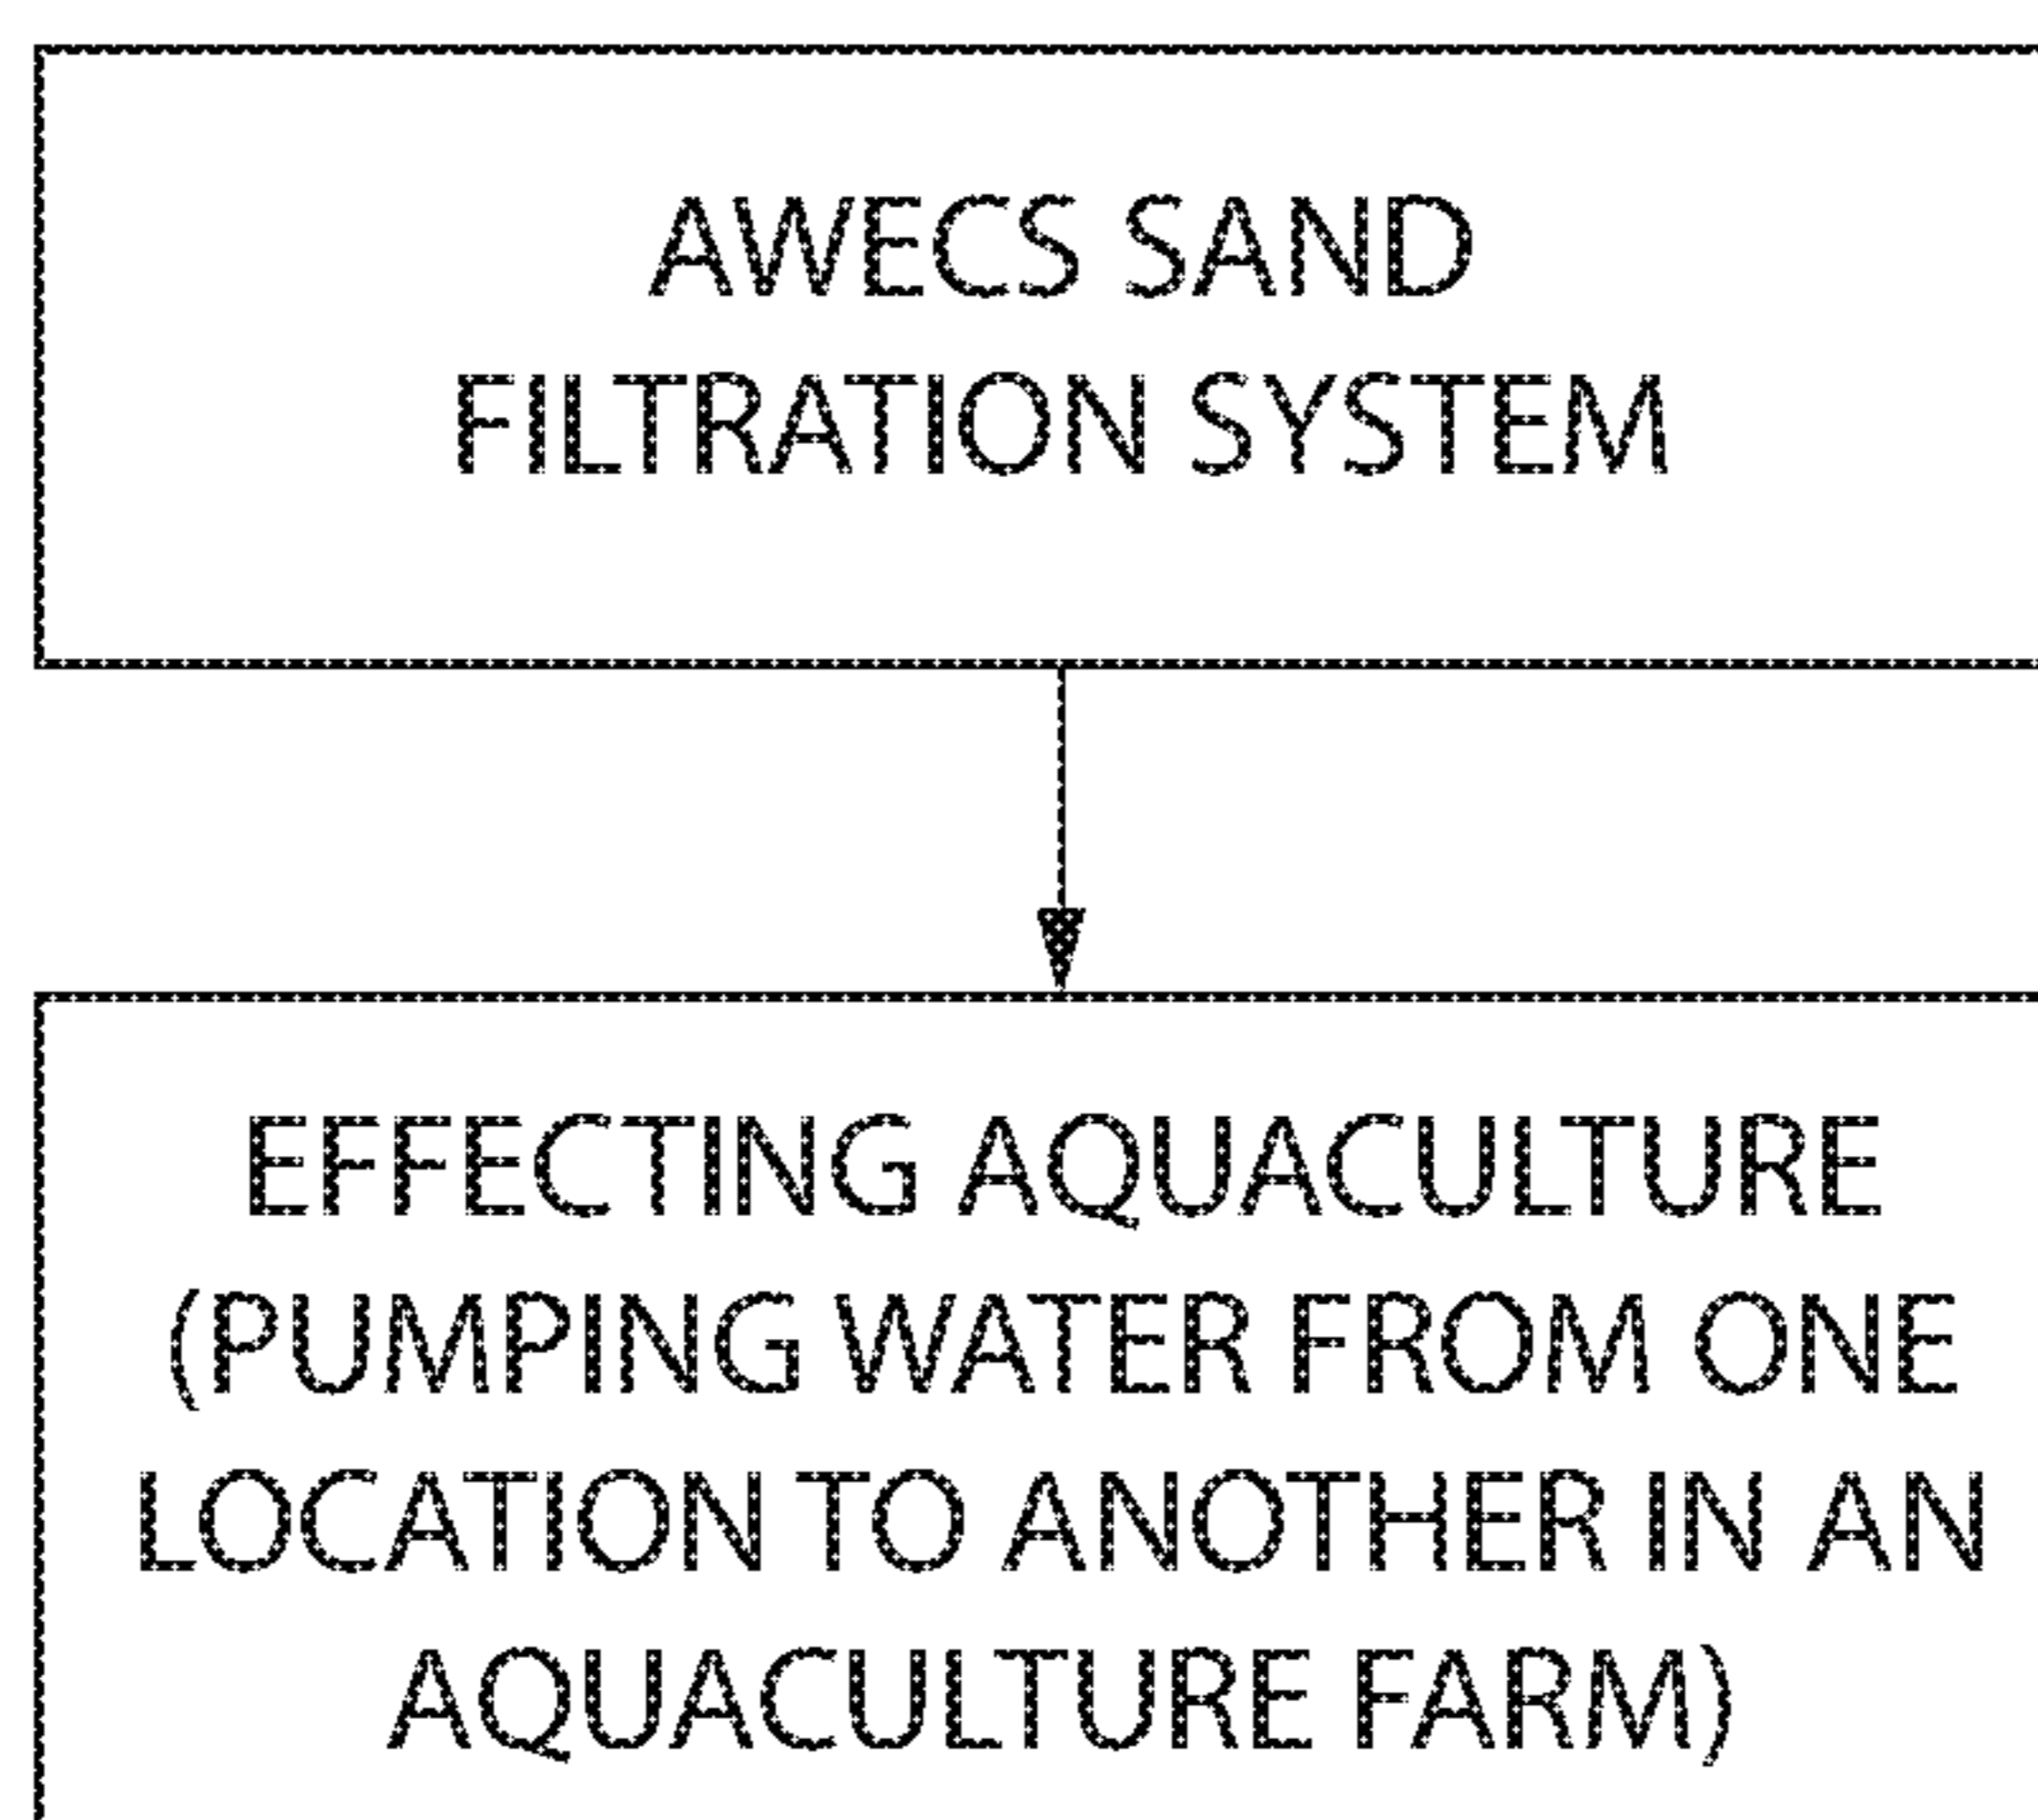 AWECS SAND
FILTRATION SYSTEM
EFFECTING AQUACULTURE
(PUMPING WATER FROM ONE
LOCATION TO ANOTHER IN AN
AQUACULTURE FARM)